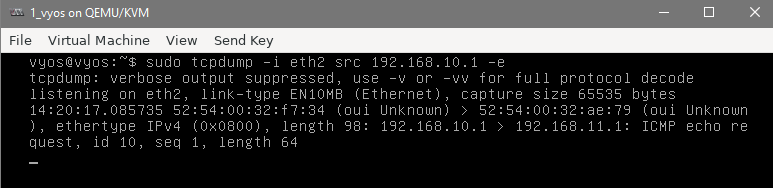 1_vyos on QEMU/KVM
File Virtual Machine View Send Key
vyos@vyos:~$ sudo tcpdump -i eth2 src 192.168.10.1 -e
tcpdump: verbose output suppressed, use -v or -vv for full protocol decode
listening on eth2, link-type EN10MB (Ethernet), capture size 65535 bytes
14:20:17.085735 52:54:00:32:f7:34 (oui Unknown) > 52:54:00:32:ae:79 (oui Unknown
), ethertype IPv4 (0x0800), length 98: 192.168.10.1 > 192.168.11.1: ICMP echo re
quest, id 10, seq 1, length 64